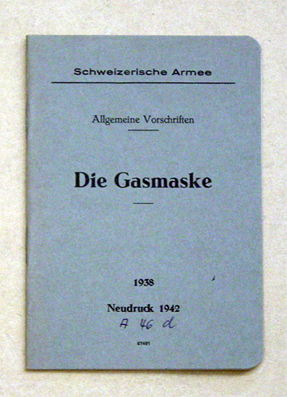 Schweizerische Armee
Allgemeine Vorschriften
Die Gasmaske
1938
Neudruck 1942
A 46 d